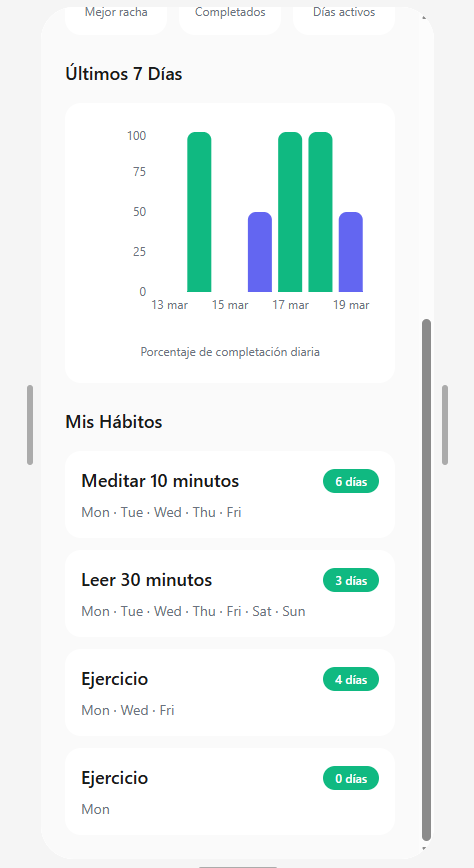 Mejor racha Completados Días activos
Últimos 7 Días
100
75
50
25
0
13 mar 15 mar 17 mar 19 mar
Porcentaje de completación diaria
Mis Hábitos
Meditar 10 minutos 6 días
Mon · Tue · Wed · Thu · Fri
Leer 30 minutos 3 días
Mon · Tue · Wed · Thu · Fri · Sat · Sun
Ejercicio 4 días
Mon · Wed · Fri
Ejercicio 0 días
Mon